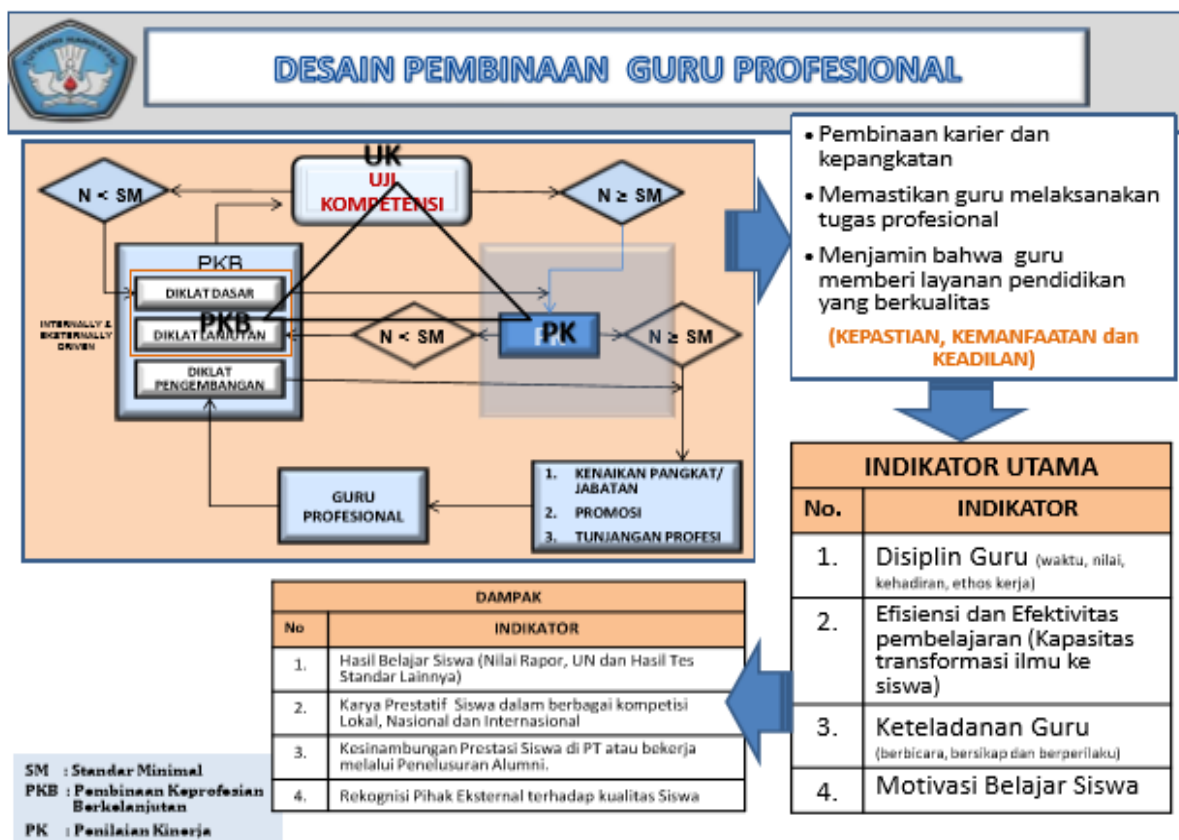 DESAIN PEMBINAAN GURU PROFESIONAL
UK
UJI
KOMPETENSI
N < SM
N ≥ SM
PKB
DIKLAT DASAR
PKB
DIKLAT LANJUTAN
DIKLAT
PENGEMBANGAN
INTERNALLY &
EKSTERNALLY
DRIVEN
N < SM
PK
N ≥ SM
GURU
PROFESIONAL
1. KENAIKAN PANGKAT/
JABATAN
2. PROMOSI
3. TUNJANGAN PROFESI
• Pembinaan karier dan
kepangkatan
• Memastikan guru melaksanakan
tugas profesional
• Menjamin bahwa guru
memberi layanan pendidikan
yang berkualitas
(KEPASTIAN, KEMANFAATAN dan
KEADILAN)
INDIKATOR UTAMA
No. INDIKATOR
1. Disiplin Guru (waktu, nilai,
kehadiran, ethos kerja)
2. Efisiensi dan Efektivitas
pembelajaran (Kapasitas
transformasi ilmu ke
siswa)
3. Keteladanan Guru
(berbicara, bersikap dan berperilaku)
4. Motivasi Belajar Siswa
DAMPAK
No INDIKATOR
1. Hasil Belajar Siswa (Nilai Rapor, UN dan Hasil Tes
Standar Lainnya)
2. Karya Prestatif Siswa dalam berbagai kompetisi
Lokal, Nasional dan Internasional
3. Kesinambungan Prestasi Siswa di PT atau bekerja
melalui Penelusuran Alumni.
4. Rekognisi Pihak Eksternal terhadap kualitas Siswa
SM : Standar Minimal
PKB : Pembinaan Keprofesian
Berkelanjutan
PK : Penilaian Kinerja